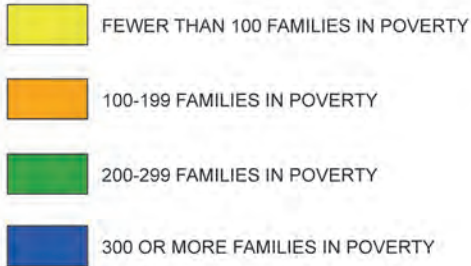 FEWER THAN 100 FAMILIES IN POVERTY
100-199 FAMILIES IN POVERTY
200-299 FAMILIES IN POVERTY
300 OR MORE FAMILIES IN POVERTY